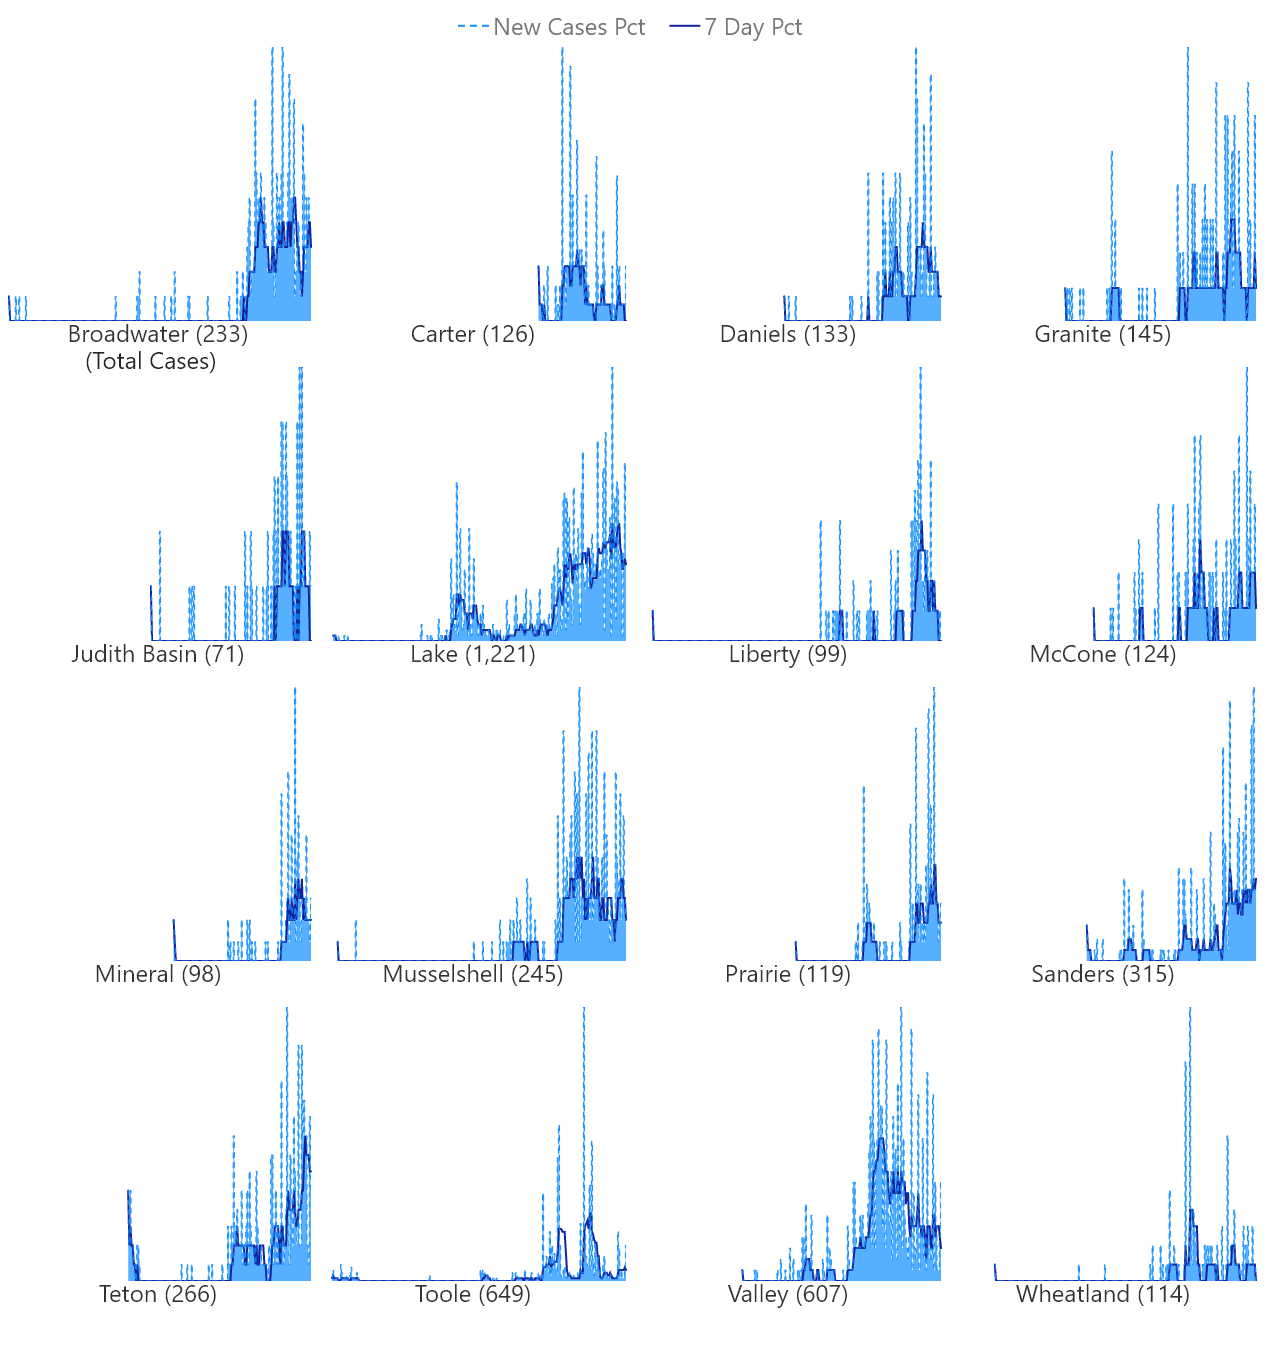 New Cases Pct 7 Day Pct
Broadwater (233) Carter (126) Daniels (133) Granite (145)
(Total Cases)
Judith Basin (71) Lake (1,221) Liberty (99) McCone (124)
Mineral (98) Musselshell (245) Prairie (119) Sanders (315)
Teton (266) Toole (649) Valley (607) Wheatland (114)